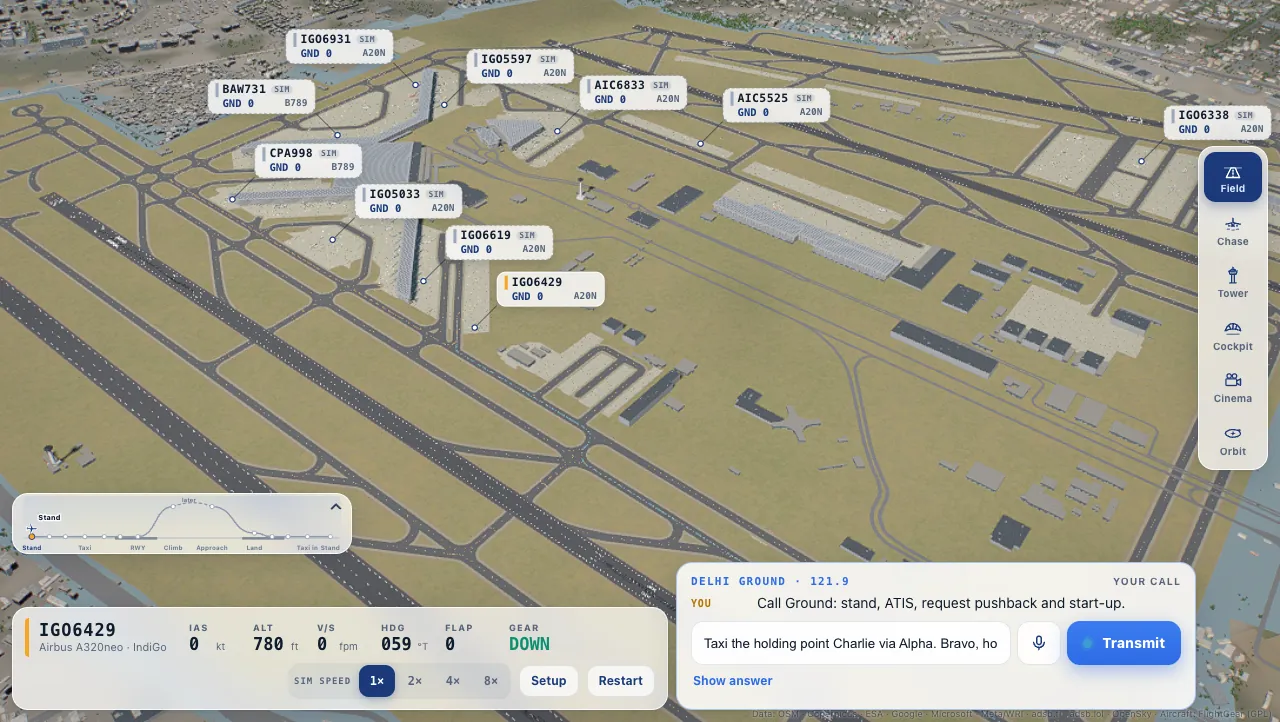 IGO6931 SIM
GND 0 A20N
IGO5597 SIM
GND 0 A20N
BAW731 SIM
GND 0 B789
AIC6833 SIM
GND 0 A20N
AIC5525 SIM
GND 0 A20N
IGO6338 SIM
GND 0 A20N
CPA998 SIM
GND 0 B789
IGO5033 SIM
GND 0 A20N
IGO6619 SIM
GND 0 A20N
IGO6429
GND 0 A20N
Field
Chase
Tower
Cockpit
Cinema
Orbit
Stand
Stand Taxi RWY Climb Approach Land Taxi in Stand
IGO6429
Airbus A320neo · IndiGo
IAS ALT V/S HDG FLAP GEAR
0 kt 780 ft 0 fpm 059 °T 0 DOWN
SIM SPEED 1× 2× 4× 8× Setup Restart
DELHI GROUND · 121.9 YOUR CALL
YOU Call Ground: stand, ATIS, request pushback and start-up.
Taxi the holding point Charlie via Alpha. Bravo, ho
Transmit
Show answer